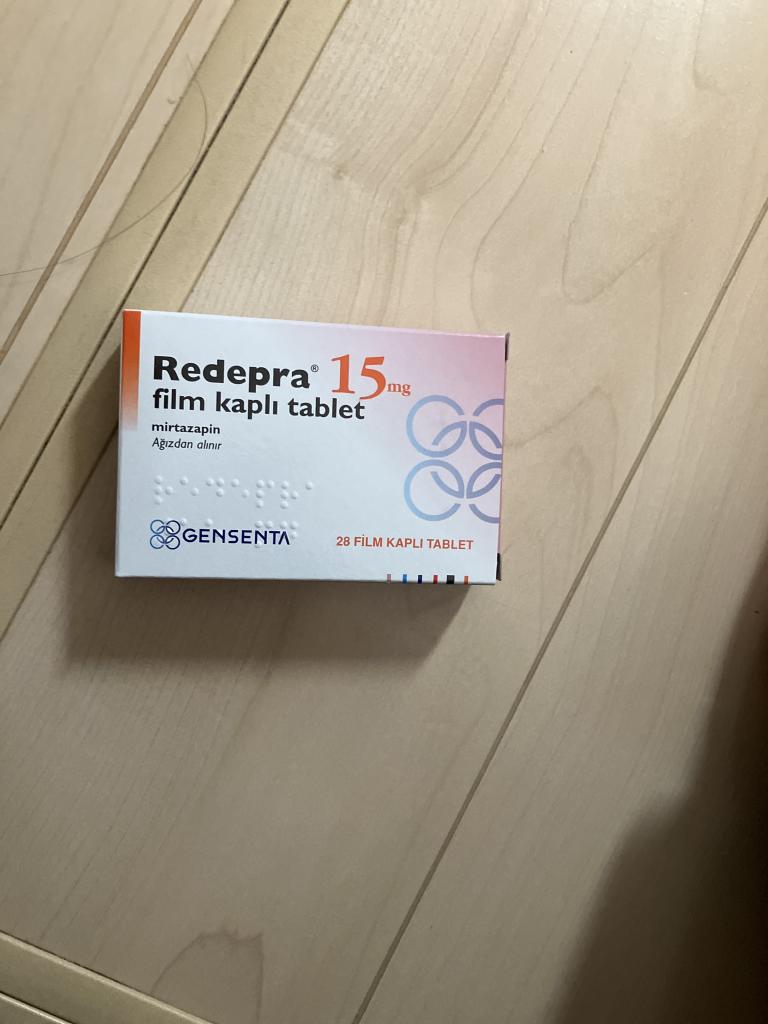 Redepra® 15mg
film kaplı tablet
mirtazapin
Ağızdan alınır
GENSENTA
28 FİLM KAPLI TABLET